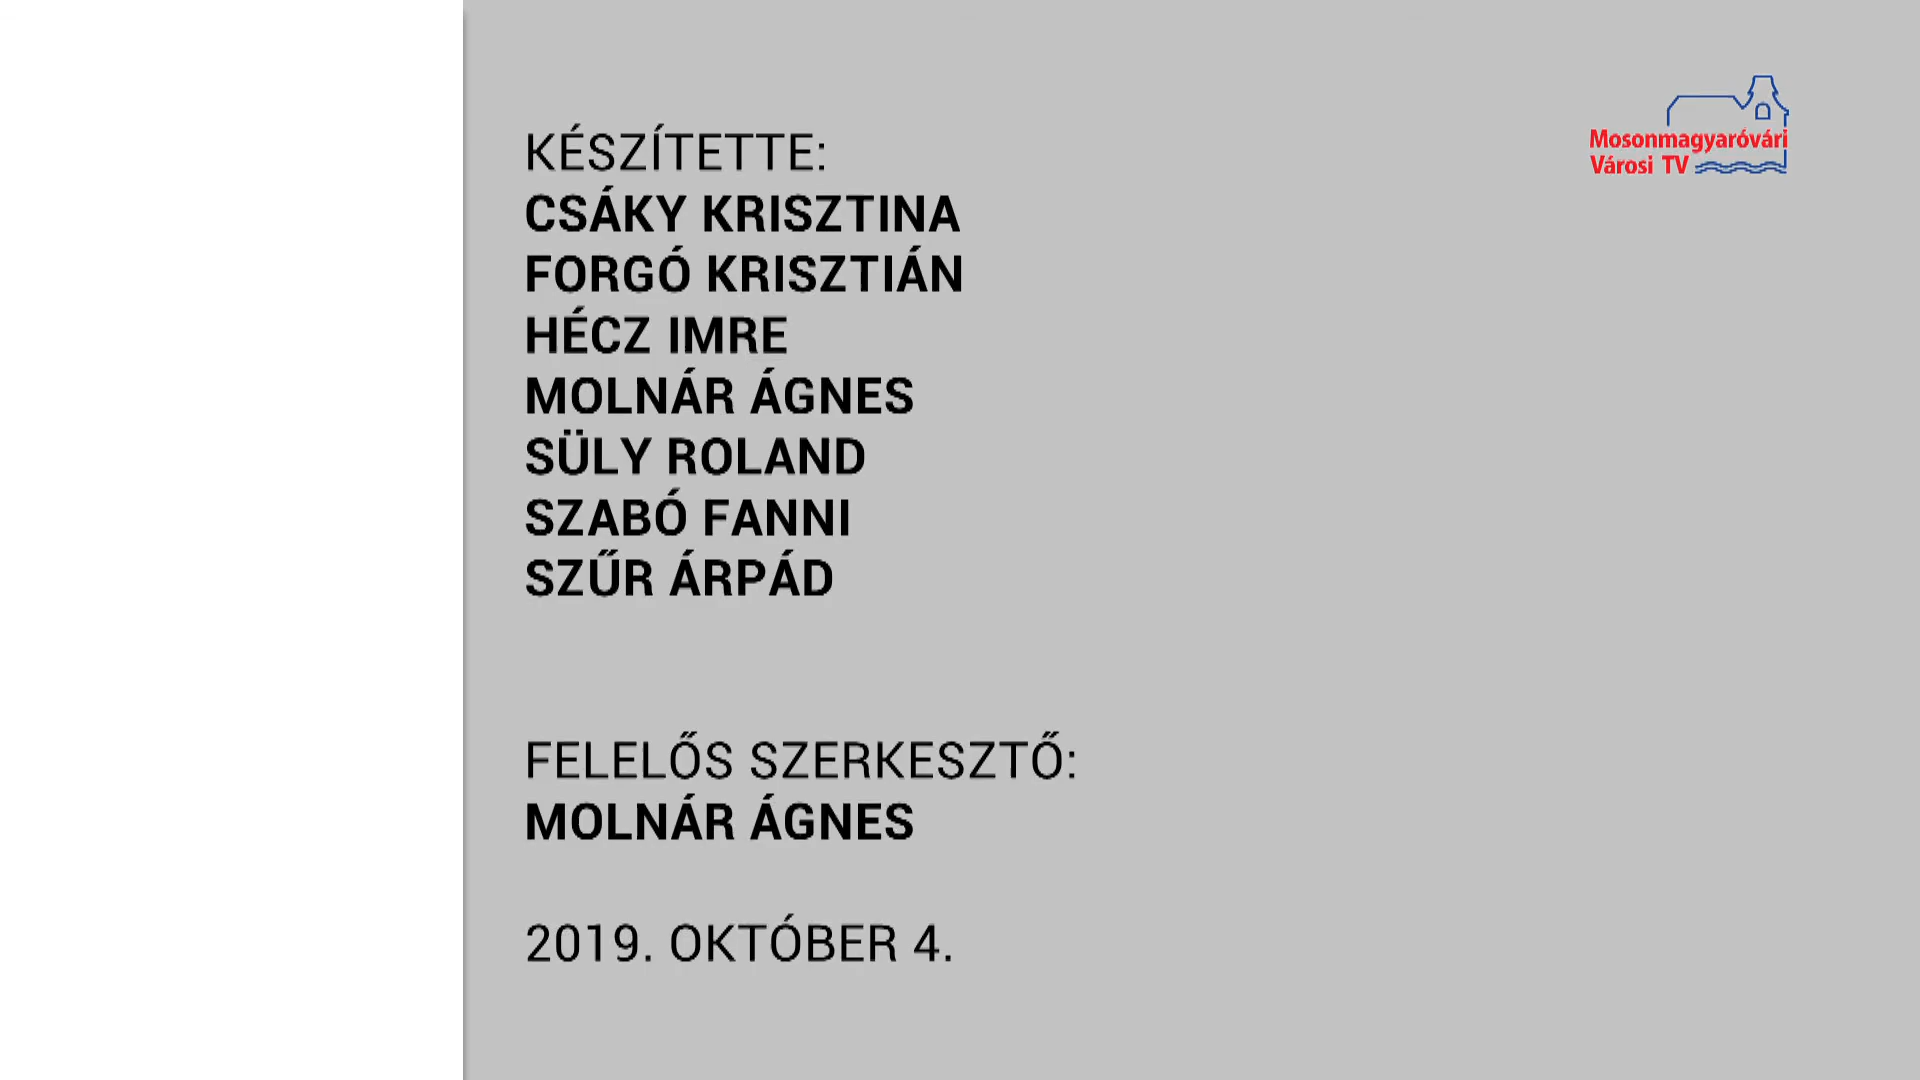 KÉSZÍTETTE:
CSÁKY KRISZTINA
FORGÓ KRISZTIÁN
HÉCZ IMRE
MOLNÁR ÁGNES
SÜLY ROLAND
SZABÓ FANNI
SZŰR ÁRPÁD
FELELŐS SZERKESZTŐ:
MOLNÁR ÁGNES
2019. OKTÓBER 4.
Mosonmagyaróvári
Városi TV